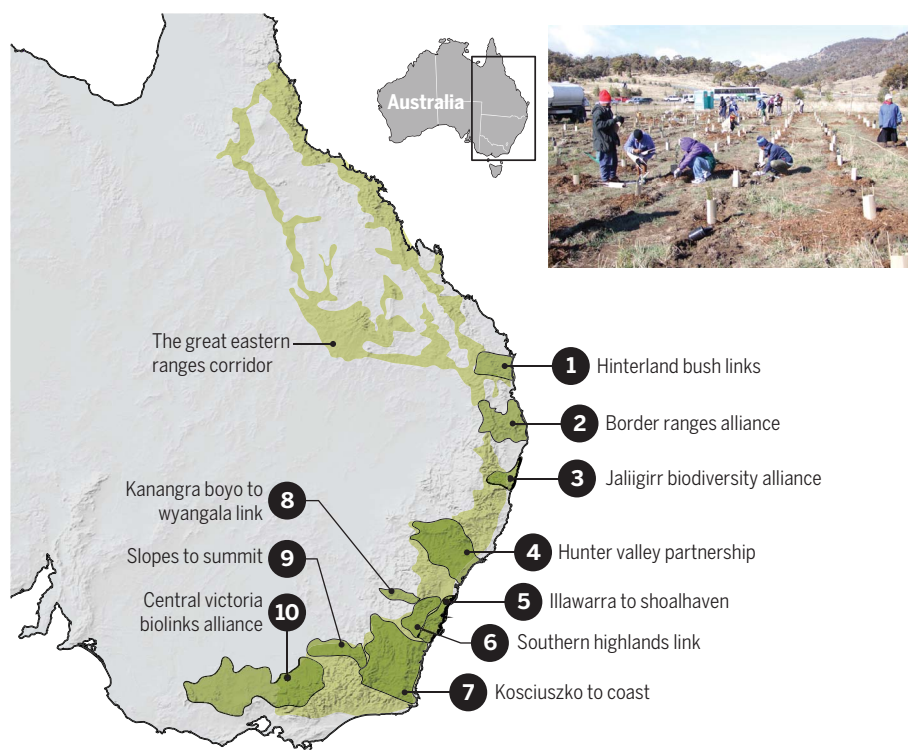 Australia
The great eastern
ranges corridor
1 Hinterland bush links
2 Border ranges alliance
3 Jaliigirr biodiversity alliance
Kanangra boyo to
wyangala link 8
4 Hunter valley partnership
Slopes to summit 9
5 Illawarra to shoalhaven
Central victoria
biolinks alliance 10
6 Southern highlands link
7 Kosciuszko to coast